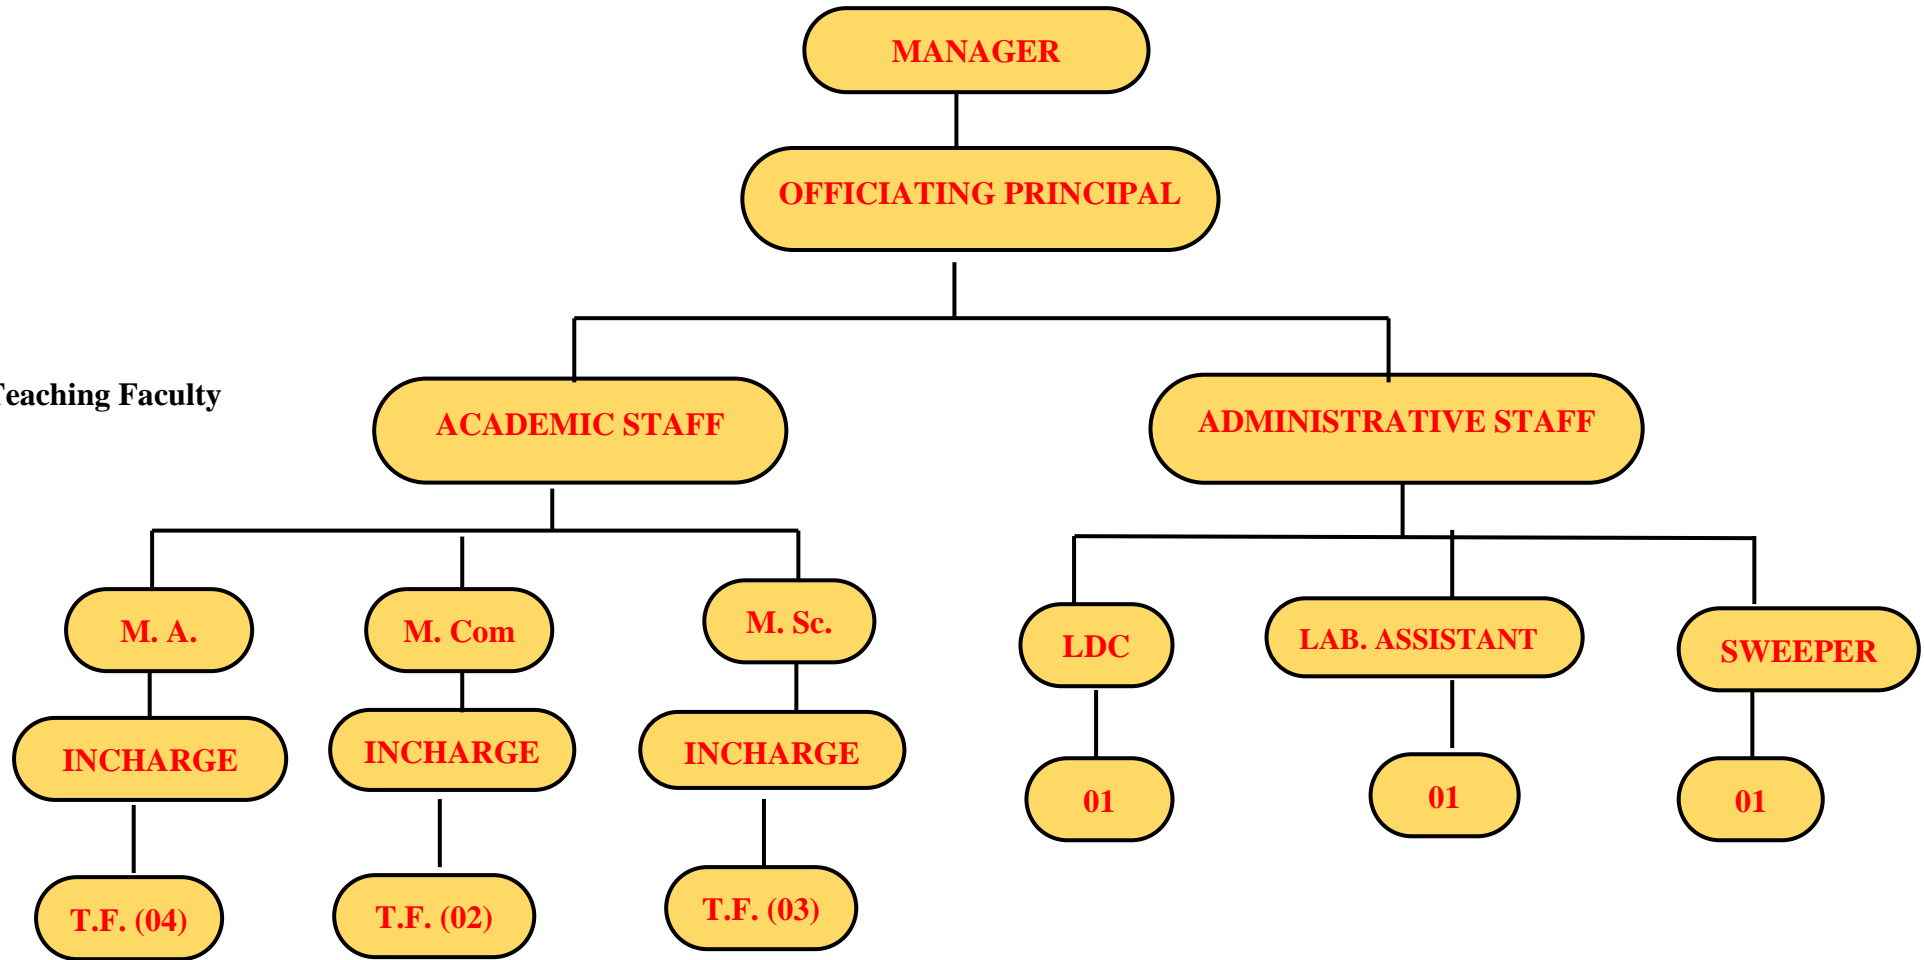 MANAGER
OFFICIATING PRINCIPAL
Teaching Faculty
ACADEMIC STAFF
ADMINISTRATIVE STAFF
M. A.
M. Com
M. Sc.
LDC
LAB. ASSISTANT
SWEEPER
INCHARGE
INCHARGE
INCHARGE
01
01
01
T.F. (04)
T.F. (02)
T.F. (03)